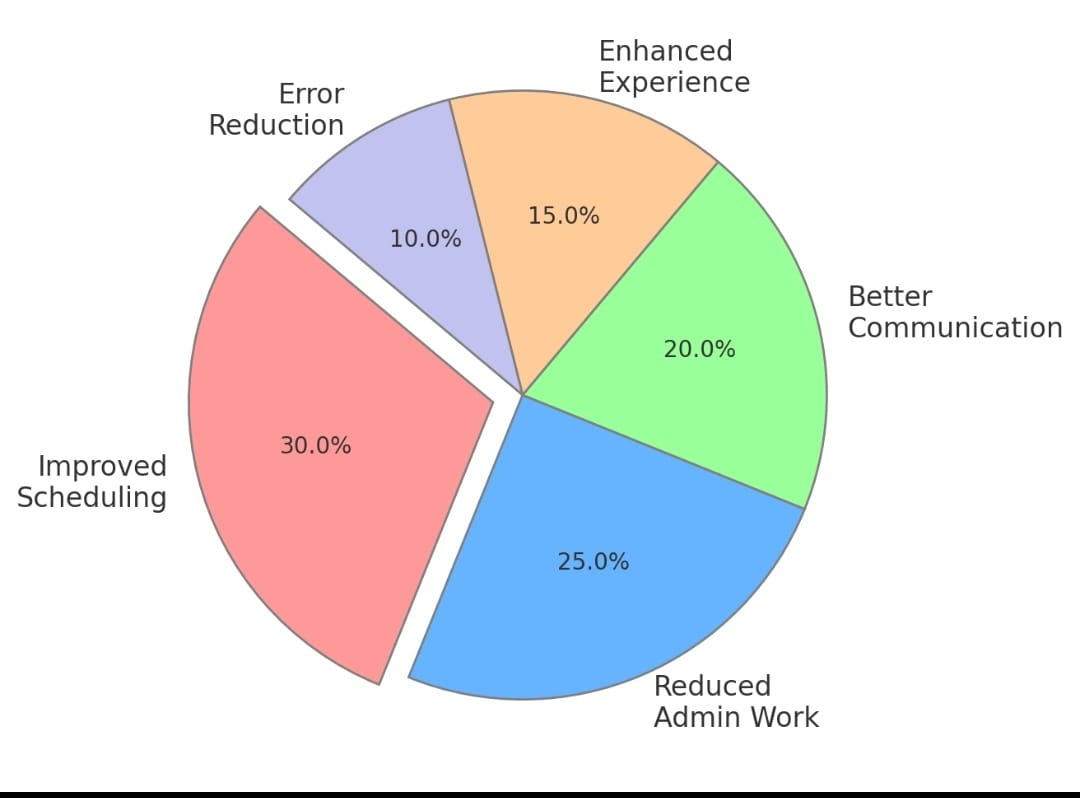 Enhanced
Experience
Error
Reduction
15.0%
10.0%
Better
Communication
20.0%
30.0%
Improved
Scheduling
25.0%
Reduced
Admin Work